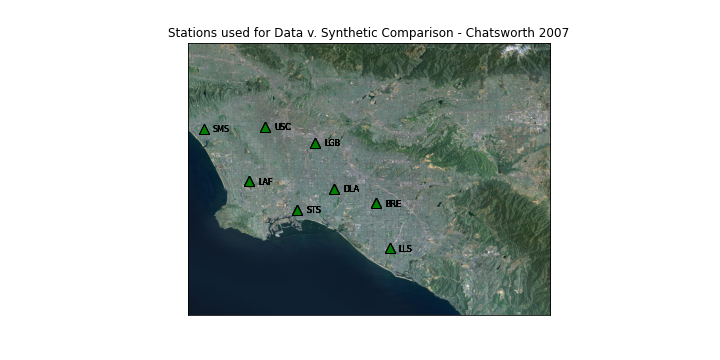 Stations used for Data v. Synthetic Comparison - Chatsworth 2007
SMS
USC
LGB
LAF
DLA
BRE
STS
LLS